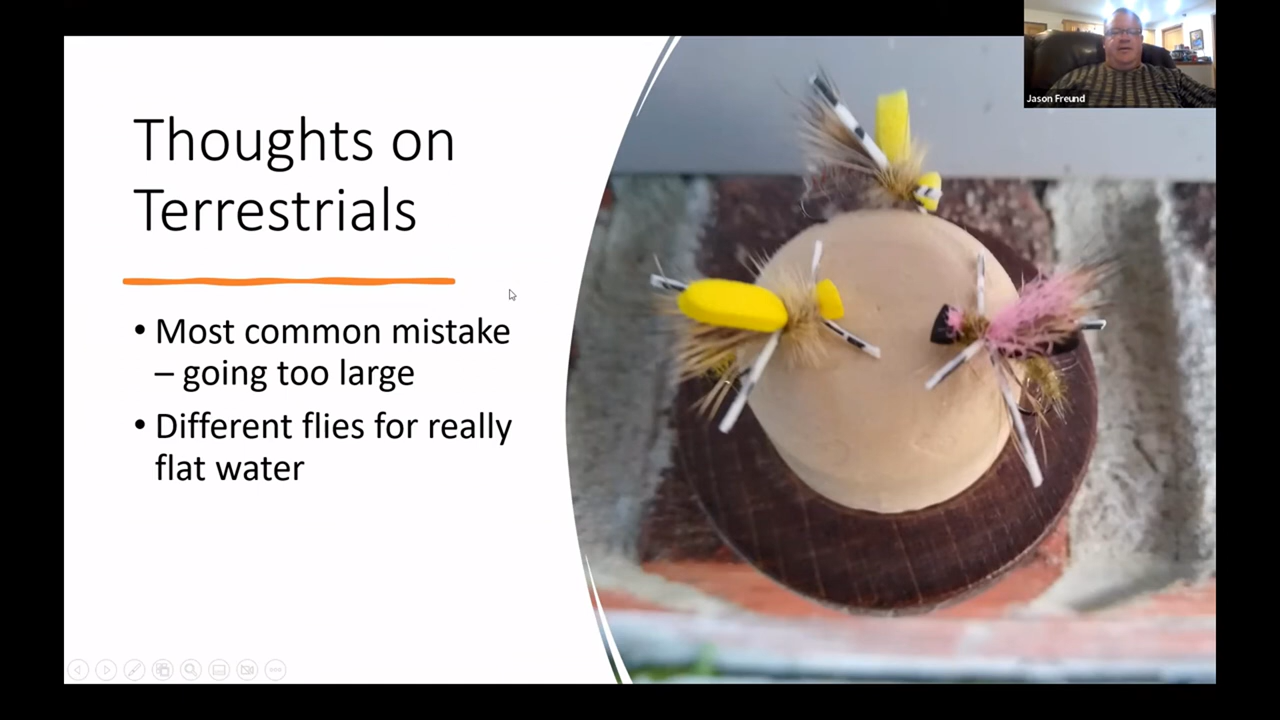 Thoughts on
Terrestrials
• Most common mistake
– going too large
• Different flies for really
flat water
Jason Freund